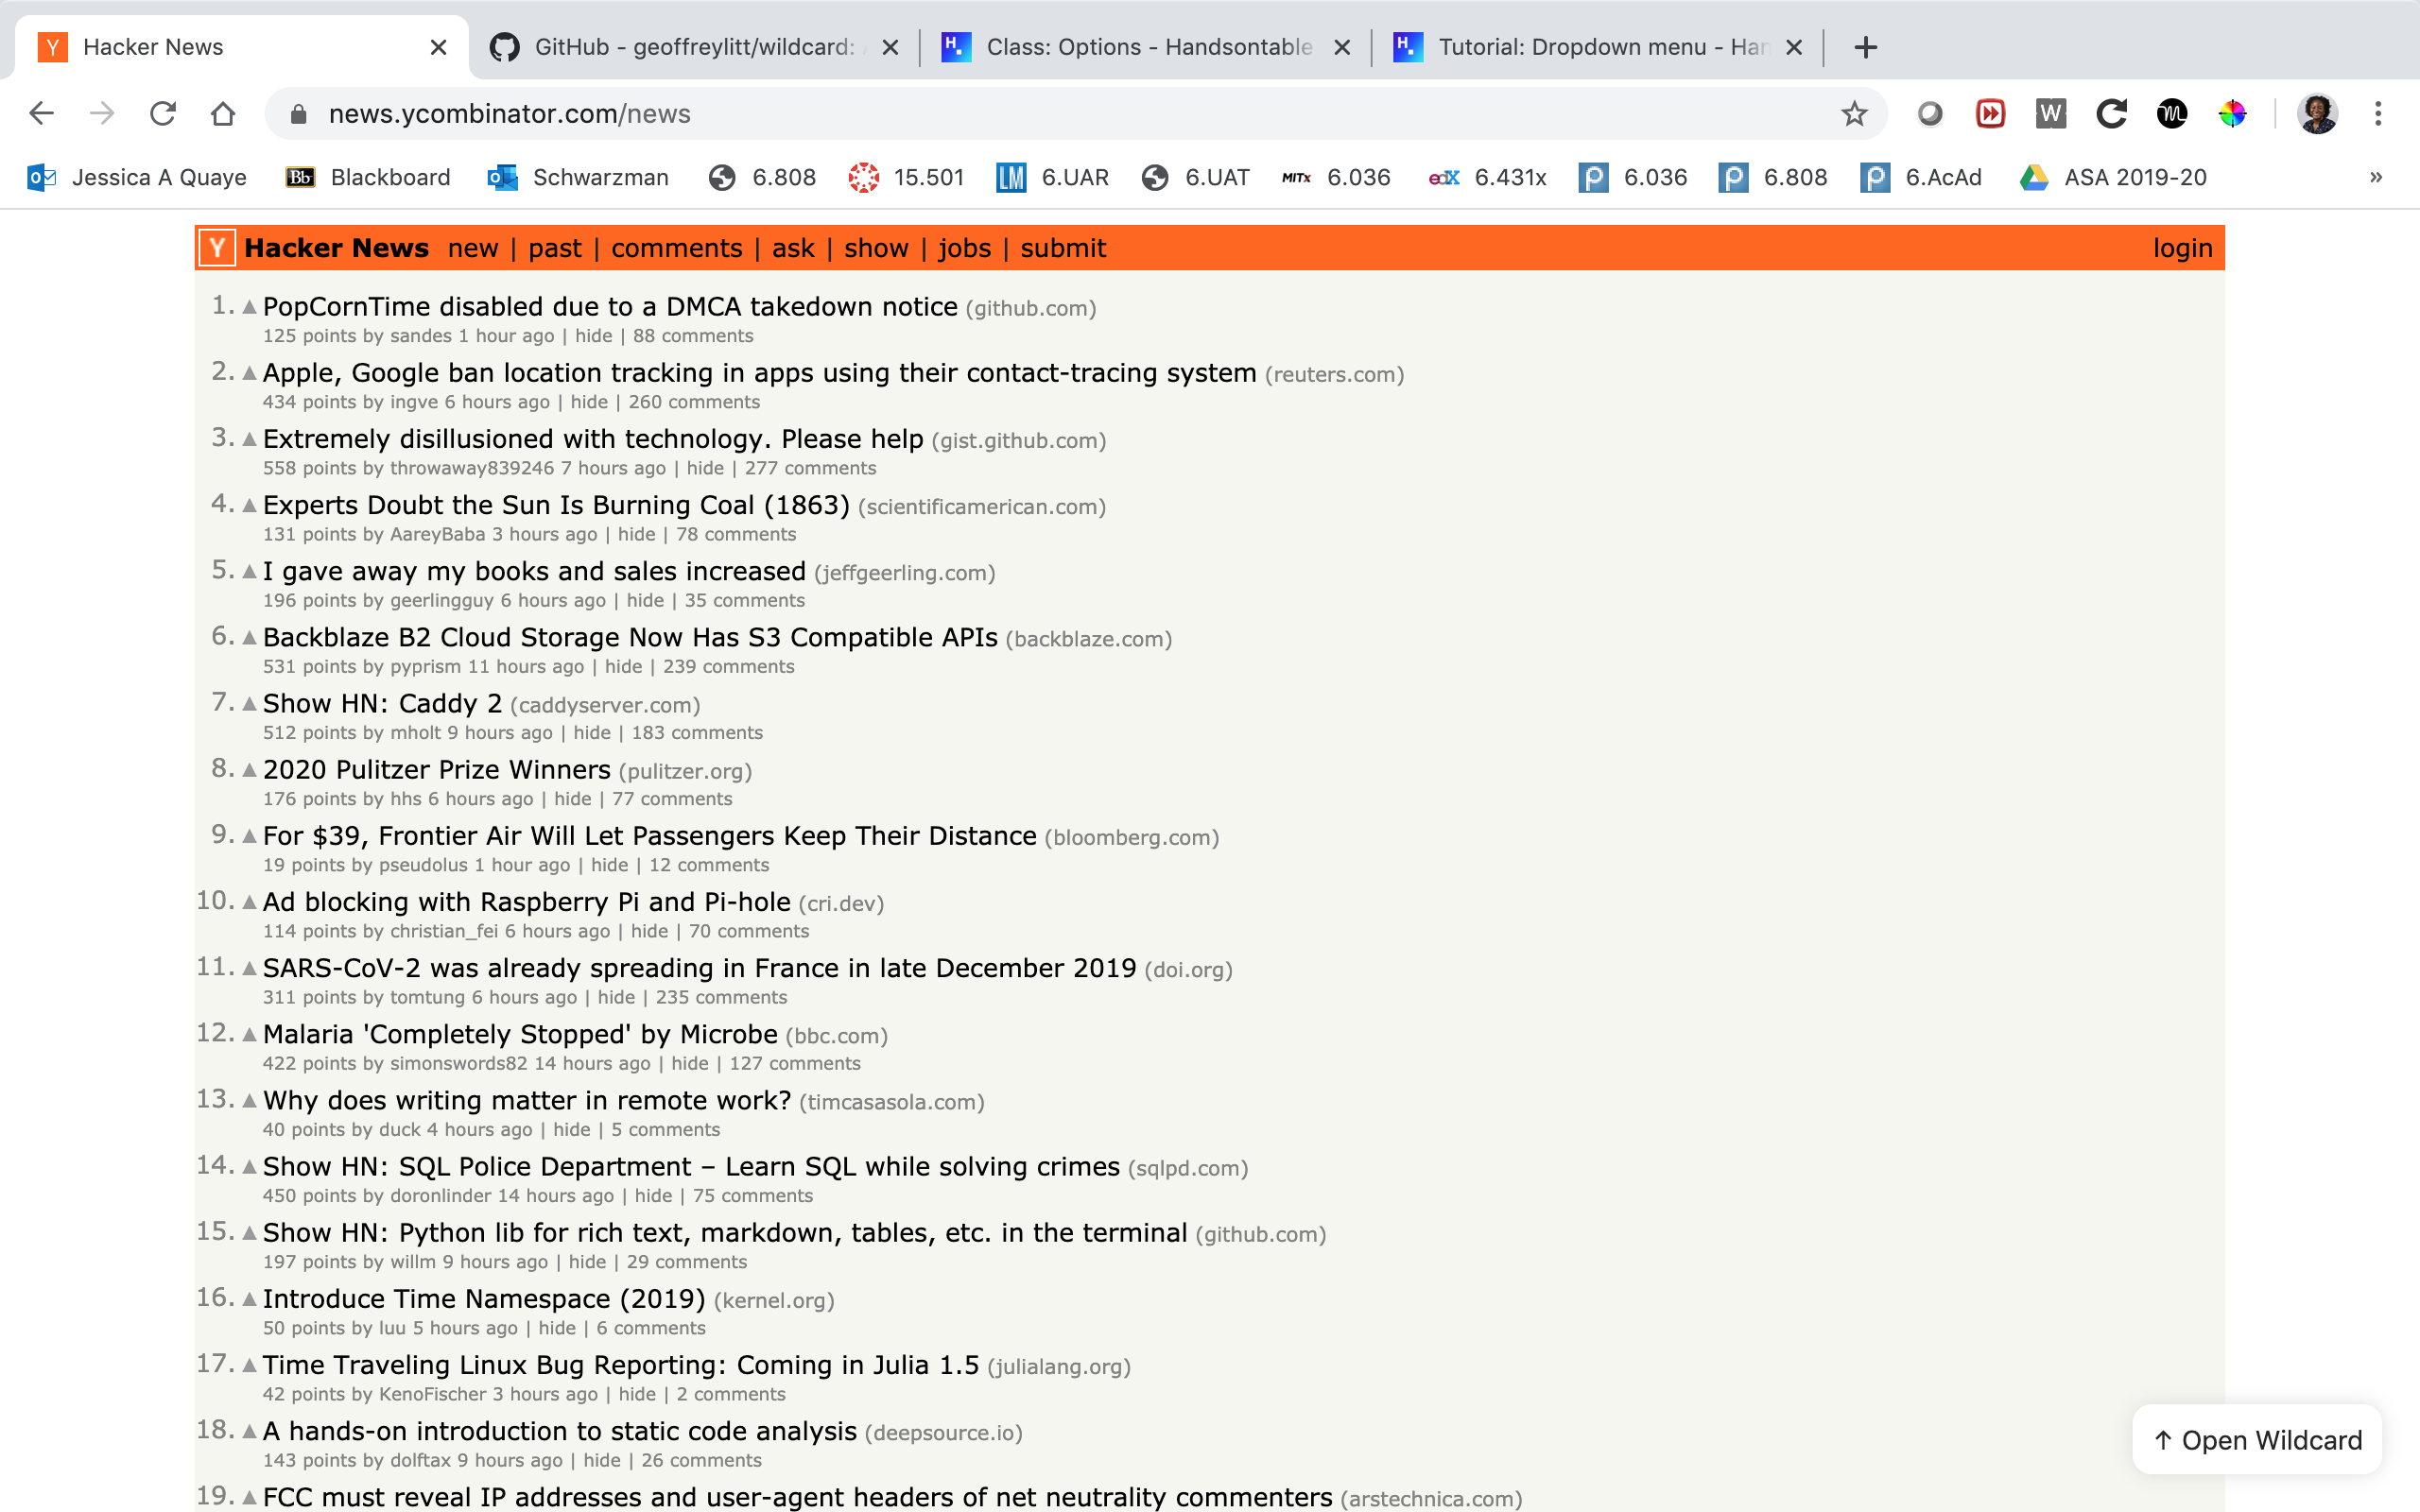 Hacker News
GitHub - geoffreylitt/wildcard:
Class: Options - Handsontable
Tutorial: Dropdown menu - Han
news.ycombinator.com/news
Jessica A Quaye Blackboard Schwarzman 6.808 15.501 6.UAR 6.UAT 6.036 6.431x 6.036 6.808 6.AcAd ASA 2019-20 »
Y Hacker News new | past | comments | ask | show | jobs | submit login
1. ▲ PopCornTime disabled due to a DMCA takedown notice (github.com)
125 points by sandes 1 hour ago | hide | 88 comments
2. ▲ Apple, Google ban location tracking in apps using their contact-tracing system (reuters.com)
434 points by ingve 6 hours ago | hide | 260 comments
3. ▲ Extremely disillusioned with technology. Please help (gist.github.com)
558 points by throwaway839246 7 hours ago | hide | 277 comments
4. ▲ Experts Doubt the Sun Is Burning Coal (1863) (scientificamerican.com)
131 points by AareyBaba 3 hours ago | hide | 78 comments
5. ▲ I gave away my books and sales increased (jeffgeerling.com)
196 points by geerlingguy 6 hours ago | hide | 35 comments
6. ▲ Backblaze B2 Cloud Storage Now Has S3 Compatible APIs (backblaze.com)
531 points by pyprism 11 hours ago | hide | 239 comments
7. ▲ Show HN: Caddy 2 (caddyserver.com)
512 points by mholt 9 hours ago | hide | 183 comments
8. ▲ 2020 Pulitzer Prize Winners (pulitzer.org)
176 points by hhs 6 hours ago | hide | 77 comments
9. ▲ For $39, Frontier Air Will Let Passengers Keep Their Distance (bloomberg.com)
19 points by pseudolus 1 hour ago | hide | 12 comments
10. ▲ Ad blocking with Raspberry Pi and Pi-hole (cri.dev)
114 points by christian_fei 6 hours ago | hide | 70 comments
11. ▲ SARS-CoV-2 was already spreading in France in late December 2019 (doi.org)
311 points by tomtung 6 hours ago | hide | 235 comments
12. ▲ Malaria 'Completely Stopped' by Microbe (bbc.com)
422 points by simonswords82 14 hours ago | hide | 127 comments
13. ▲ Why does writing matter in remote work? (timcasasola.com)
40 points by duck 4 hours ago | hide | 5 comments
14. ▲ Show HN: SQL Police Department – Learn SQL while solving crimes (sqlpd.com)
450 points by doronlinder 14 hours ago | hide | 75 comments
15. ▲ Show HN: Python lib for rich text, markdown, tables, etc. in the terminal (github.com)
197 points by willm 9 hours ago | hide | 29 comments
16. ▲ Introduce Time Namespace (2019) (kernel.org)
50 points by luu 5 hours ago | hide | 6 comments
17. ▲ Time Traveling Linux Bug Reporting: Coming in Julia 1.5 (julialang.org)
42 points by KenoFischer 3 hours ago | hide | 2 comments
18. ▲ A hands-on introduction to static code analysis (deepsource.io)
143 points by dolftax 9 hours ago | hide | 26 comments
↑ Open Wildcard
19. ▲ FCC must reveal IP addresses and user-agent headers of net neutrality commenters (arstechnica.com)